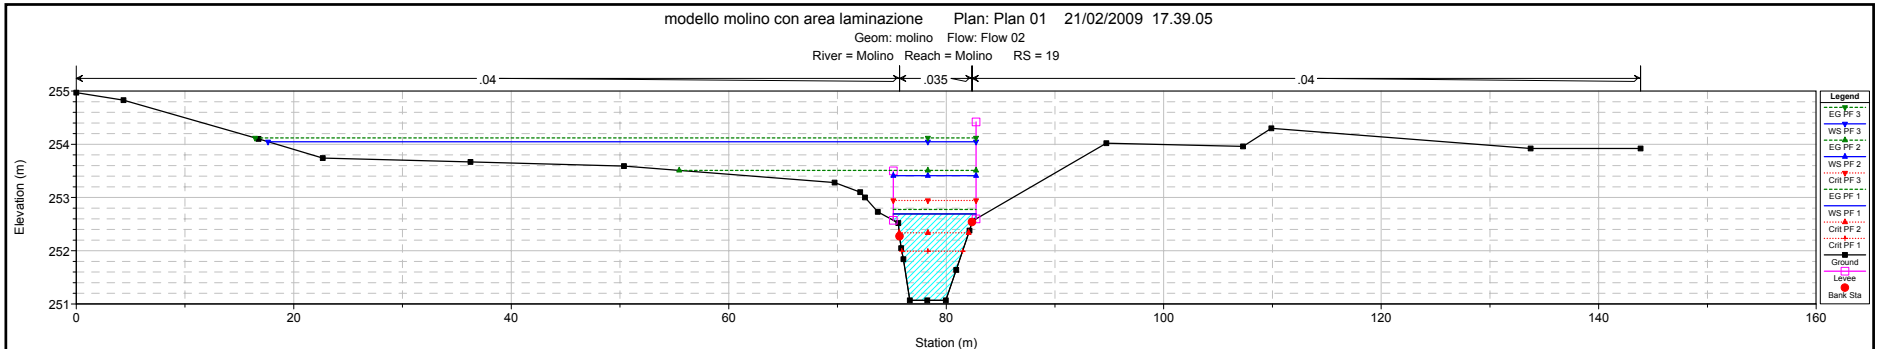 modello molino con area laminazione Plan: Plan 01 21/02/2009 17.39.05
Geom: molino Flow: Flow 02
River = Molino Reach = Molino RS = 19
.04 .035 .04
Legend
EG PF 3
WS PF 3
EG PF 2
WS PF 2
Crit PF 3
EG PF 1
WS PF 1
Crit PF 2
Crit PF 1
Ground
Levee
Bank Sta
255
254
253
252
251
Elevation (m)
0 20 40 60 80 100 120 140 160
Station (m)